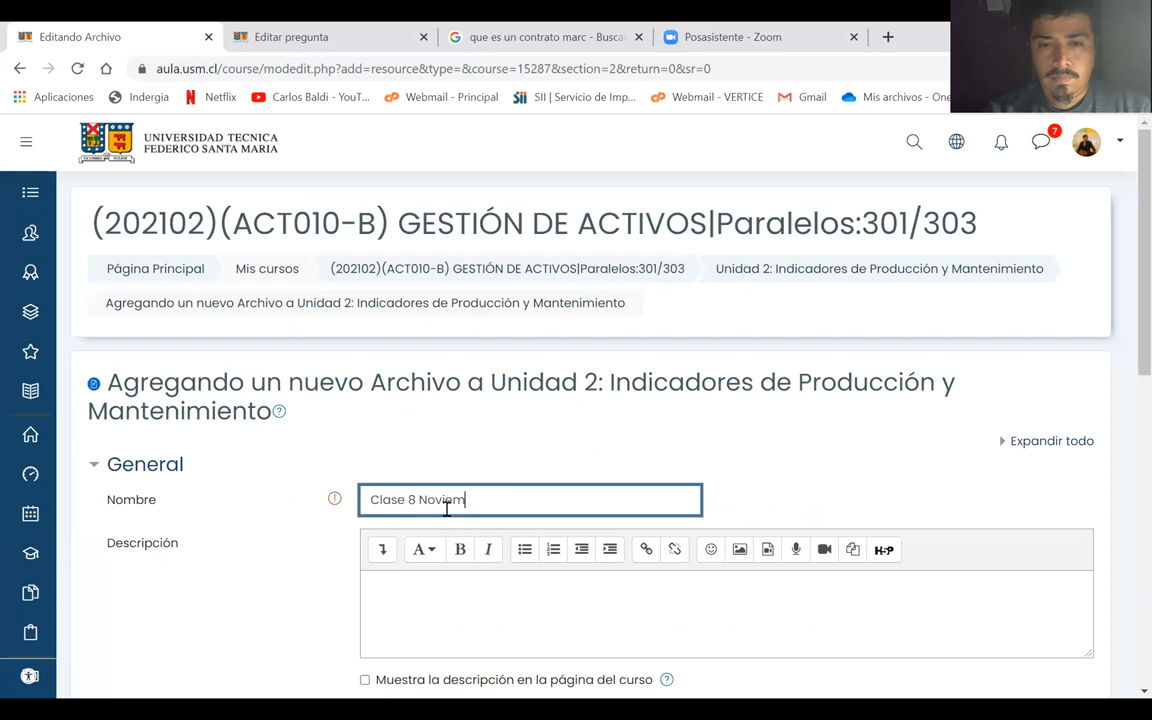 Editando Archivo
Editar pregunta
que es un contrato marc - Busca
Posasistente - Zoom
aula.usm.cl/course/modedit.php?add=resource&type=&course=15287&section=2&return=0&sr=0
Aplicaciones
Indergia
Netflix
Carlos Baldi - YouT...
Webmail - Principal
SII | Servicio de Imp...
Webmail - VERTICE
Gmail
Mis archivos - One
UNIVERSIDAD TECNICA
FEDERICO SANTA MARIA
7
(202102)(ACT010-B) GESTIÓN DE ACTIVOS|Paralelos:301/303
Página Principal
Mis cursos
(202102)(ACT010-B) GESTIÓN DE ACTIVOS|Paralelos:301/303
Unidad 2: Indicadores de Producción y Mantenimiento
Agregando un nuevo Archivo a Unidad 2: Indicadores de Producción y Mantenimiento
Agregando un nuevo Archivo a Unidad 2: Indicadores de Producción y
Mantenimiento
Expandir todo
General
Nombre
Clase 8 Noviem
Descripción
A B I
H5P
Muestra la descripción en la página del curso